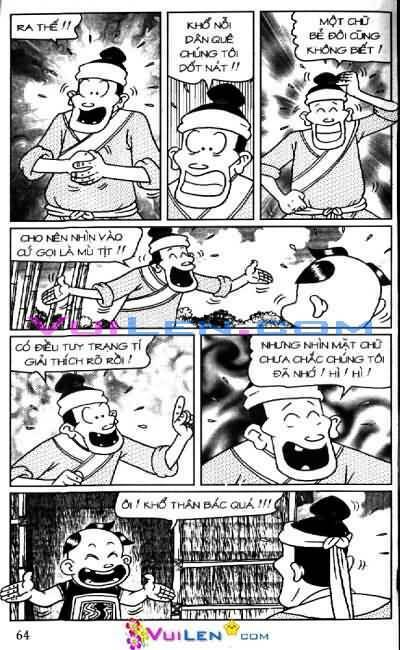 RA THẾ !!
KHỔ NỖI
DÂN QUÊ
CHÚNG TÔI
DỐT NÁT !!
MỘT CHỮ
BẺ ĐÔI CŨNG
KHÔNG BIẾT !
CHO NÊN NHÌN VÀO
CỨ GỌI LÀ MÙ TỊT !!
VUILEN.COM
CÓ ĐIỀU TUY TRẠNG TÍ
GIẢI THÍCH RÕ RỒI !
NHƯNG NHÌN MẶT CHỮ
CHƯA CHẮC CHÚNG TÔI
ĐÃ NHỚ ! HÌ ! HÌ !
ÔI ! KHỔ THÂN BÁC QUÁ !!!
64
VUILEN.COM